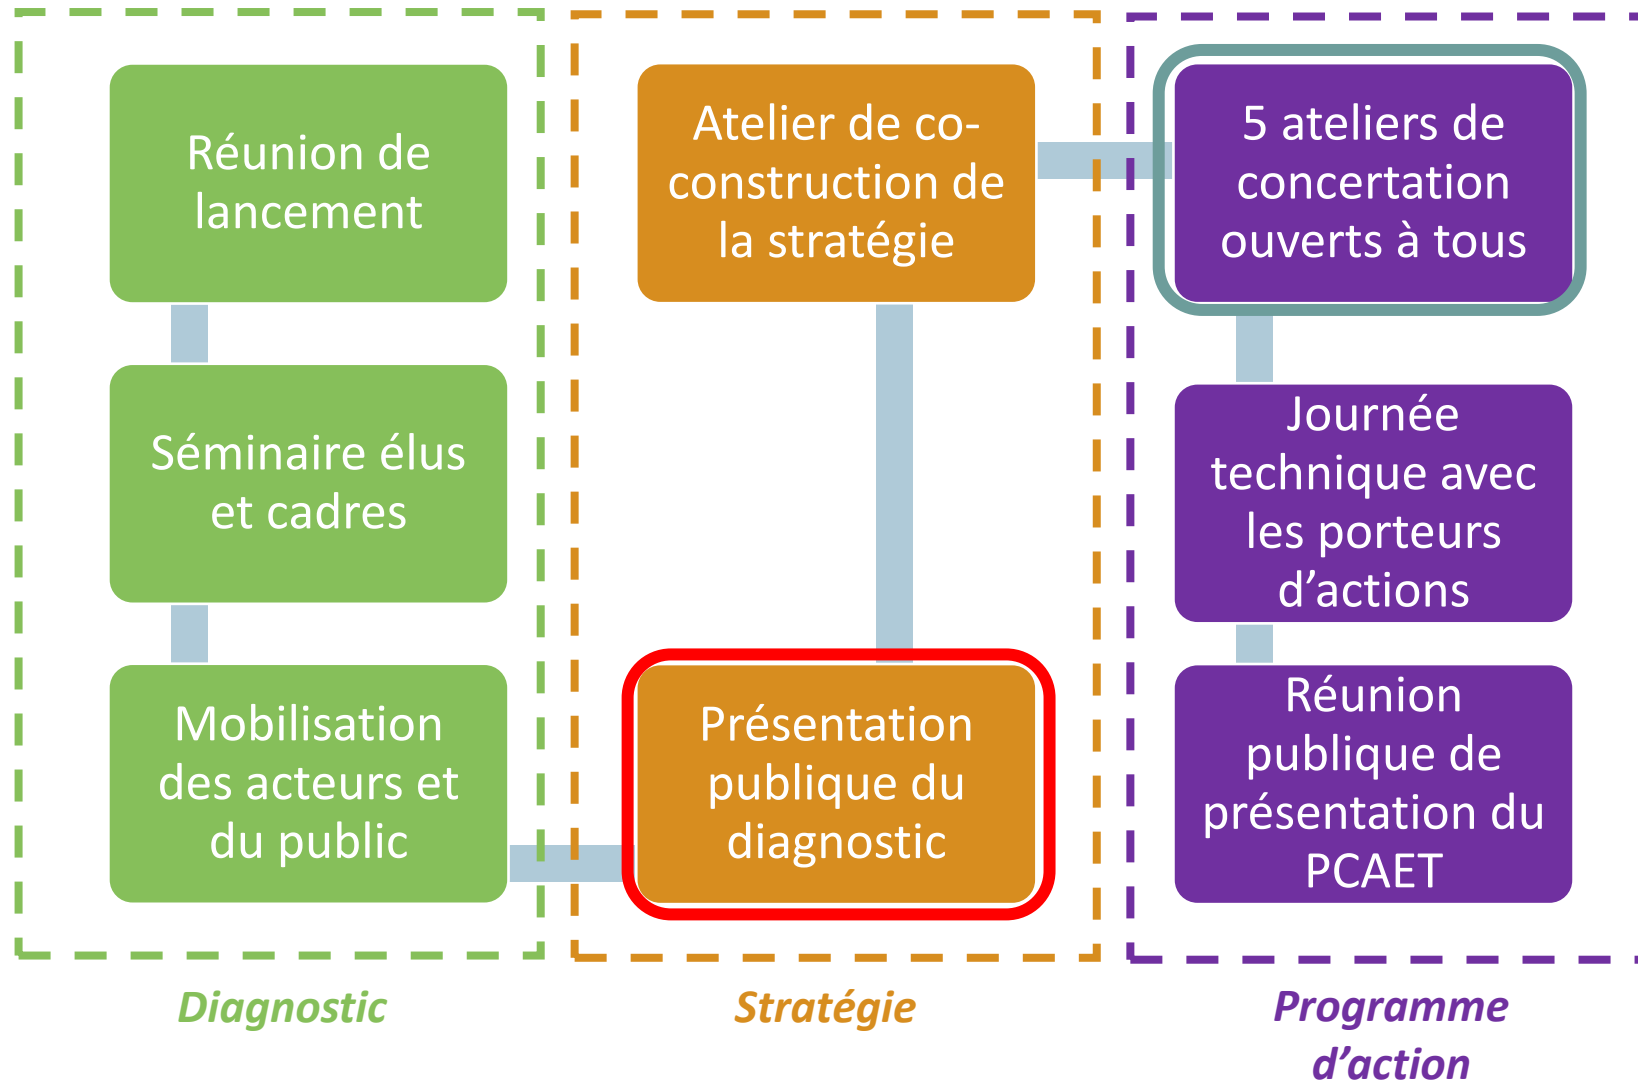 Réunion de
lancement
Séminaire élus
et cadres
Mobilisation
des acteurs et
du public
Diagnostic
Atelier de co-
construction de
la stratégie
Présentation
publique du
diagnostic
Stratégie
5 ateliers de
concertation
ouverts à tous
Journée
technique avec
les porteurs
d’actions
Réunion
publique de
présentation du
PCAET
Programme
d’action